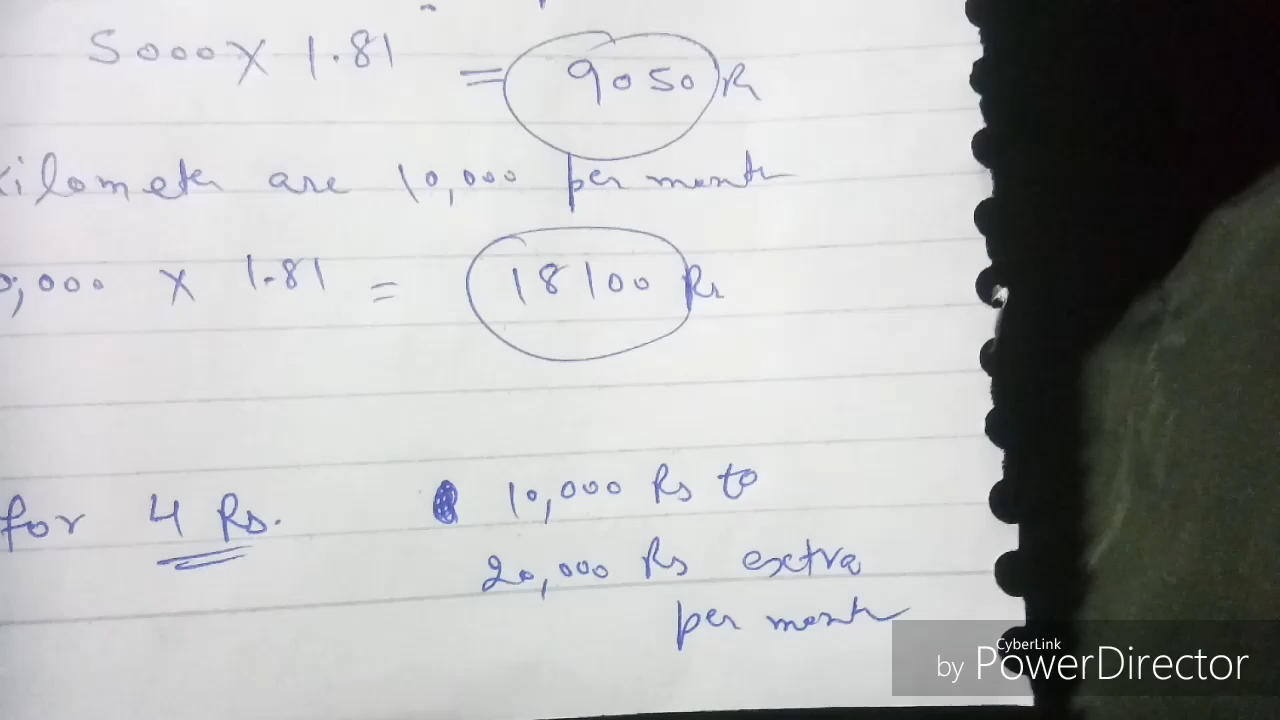 5000 X 1.81 = 9050 Rs
Kilometer are 10,000 per month
0,000 X 1.81 = 18100 Rs
for 4 Rs. 10,000 Rs to
20,000 Rs extra
per month
CyberLink
by PowerDirector